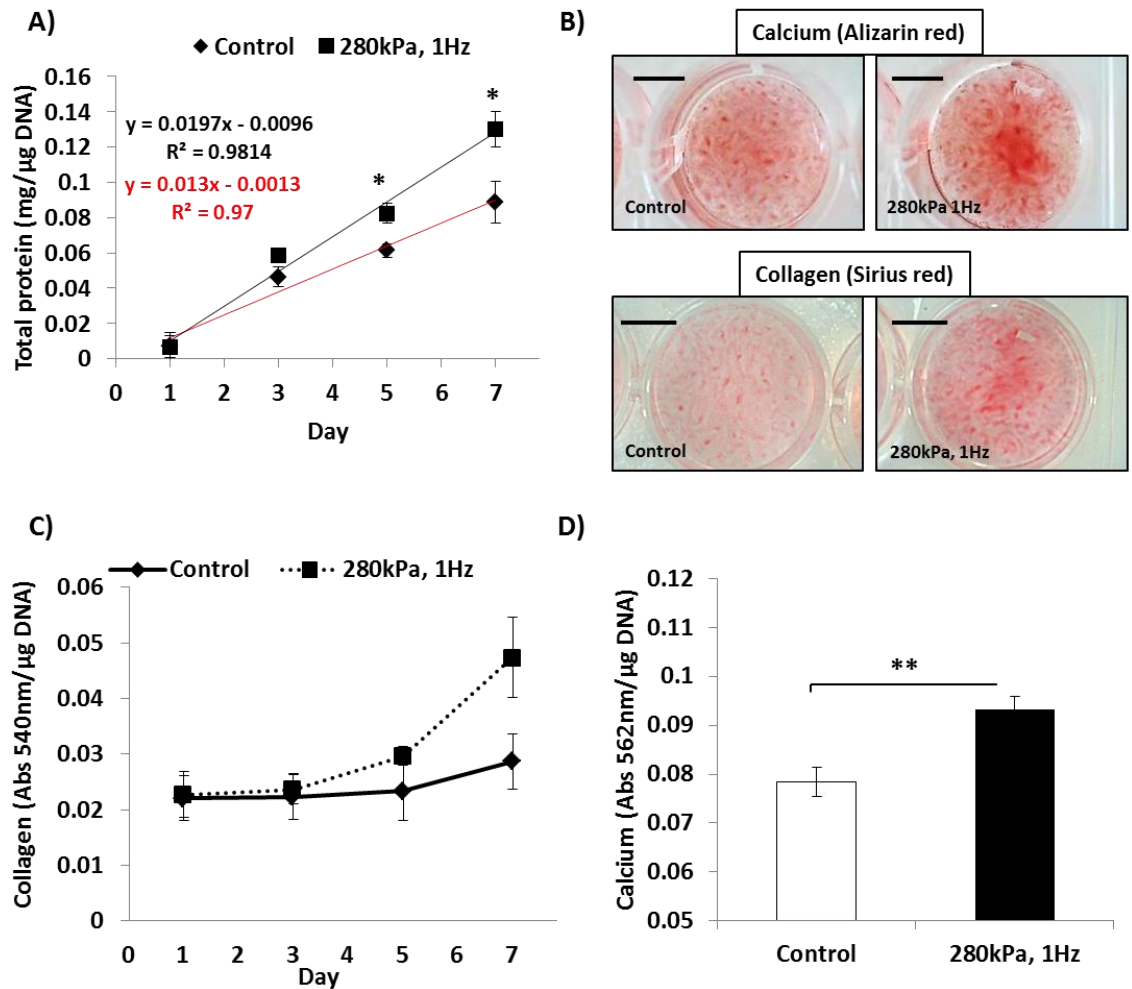 A)
Control 280kPa, 1Hz
Total protein (mg/µg DNA)
0.16
0.14
0.12
0.1
0.08
0.06
0.04
0.02
0
y = 0.0197x - 0.0096
R² = 0.9814
y = 0.013x - 0.0013
R² = 0.97
*
*
0 1 2 3 4 5 6 7
Day
B)
Calcium (Alizarin red)
Control
280kPa 1Hz
Collagen (Sirius red)
Control
280kPa, 1Hz
C)
Control 280kPa, 1Hz
Collagen (Abs 540nm/µg DNA)
0.06
0.05
0.04
0.03
0.02
0.01
0
0 1 2 3 4 5 6 7
Day
D)
Calcium (Abs 562nm/µg DNA)
0.12
0.11
0.1
0.09
0.08
0.07
0.06
0.05
**
Control 280kPa, 1Hz